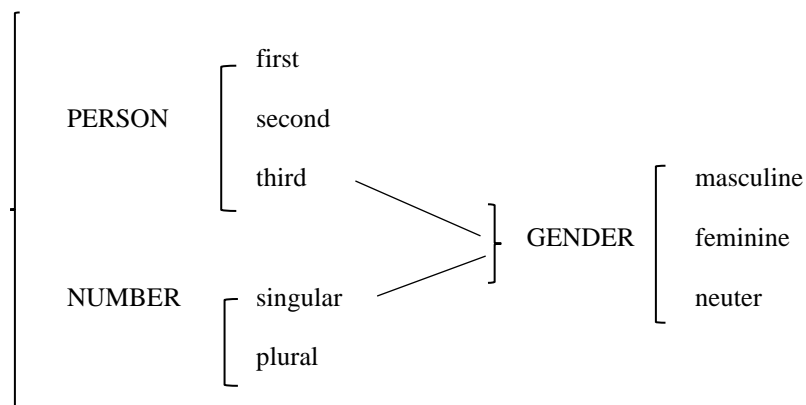 first
PERSON second
third
masculine
GENDER feminine
neuter
NUMBER singular
plural